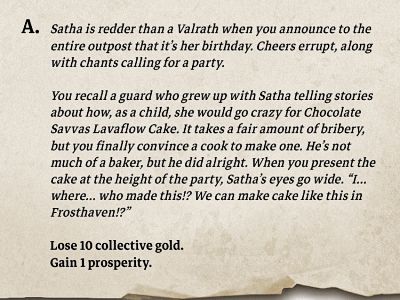 A. Satha is redder than a Valrath when you announce to the
entire outpost that it's her birthday. Cheers errupt, along
with chants calling for a party.
You recall a guard who grew up with Satha telling stories
about how, as a child, she would go crazy for Chocolate
Savvas Lavaflow Cake. It takes a fair amount of bribery,
but you finally convince a cook to make one. He's not
much of a baker, but he did alright. When you present the
cake at the height of the party, Satha's eyes go wide. “I...
where... who made this!? We can make cake like this in
Frosthaven!?”
Lose 10 collective gold.
Gain 1 prosperity.